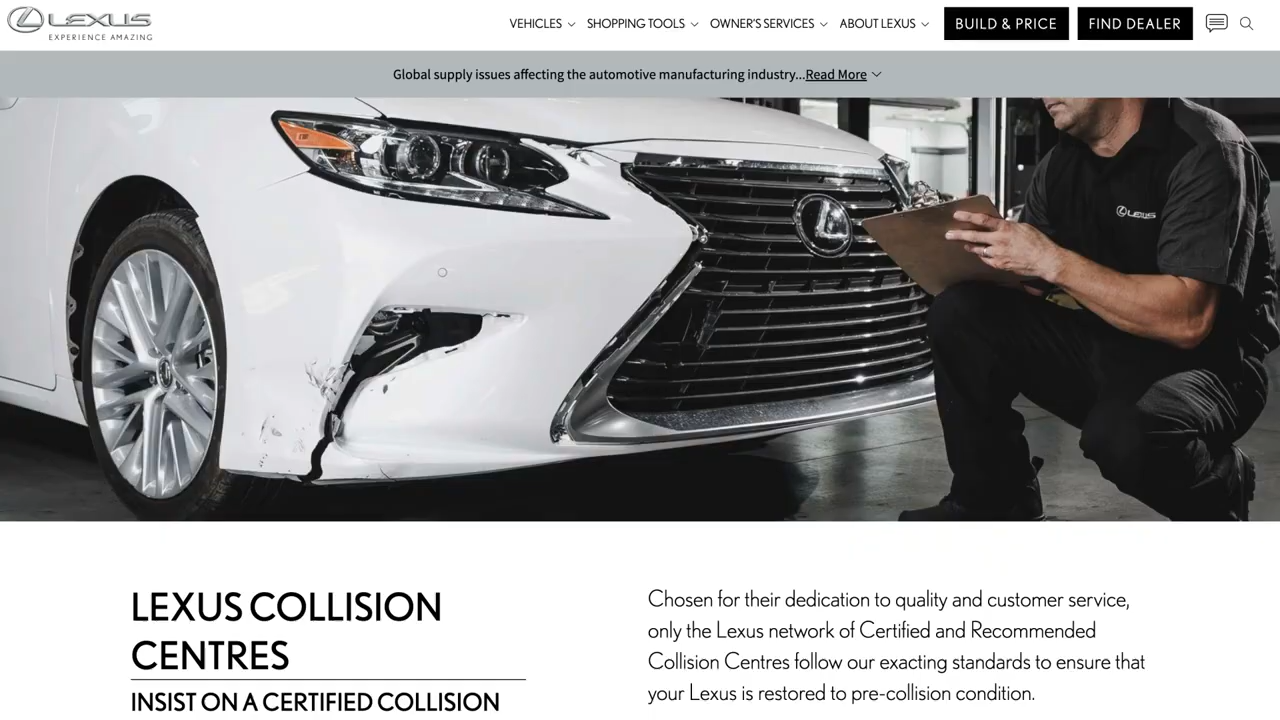 LEXUS
EXPERIENCE AMAZING
VEHICLES
SHOPPING TOOLS
OWNER'S SERVICES
ABOUT LEXUS
BUILD & PRICE
FIND DEALER
Global supply issues affecting the automotive manufacturing industry...Read More
LEXUS
LEXUS COLLISION
CENTRES
INSIST ON A CERTIFIED COLLISION
Chosen for their dedication to quality and customer service,
only the Lexus network of Certified and Recommended
Collision Centres follow our exacting standards to ensure that
your Lexus is restored to pre-collision condition.